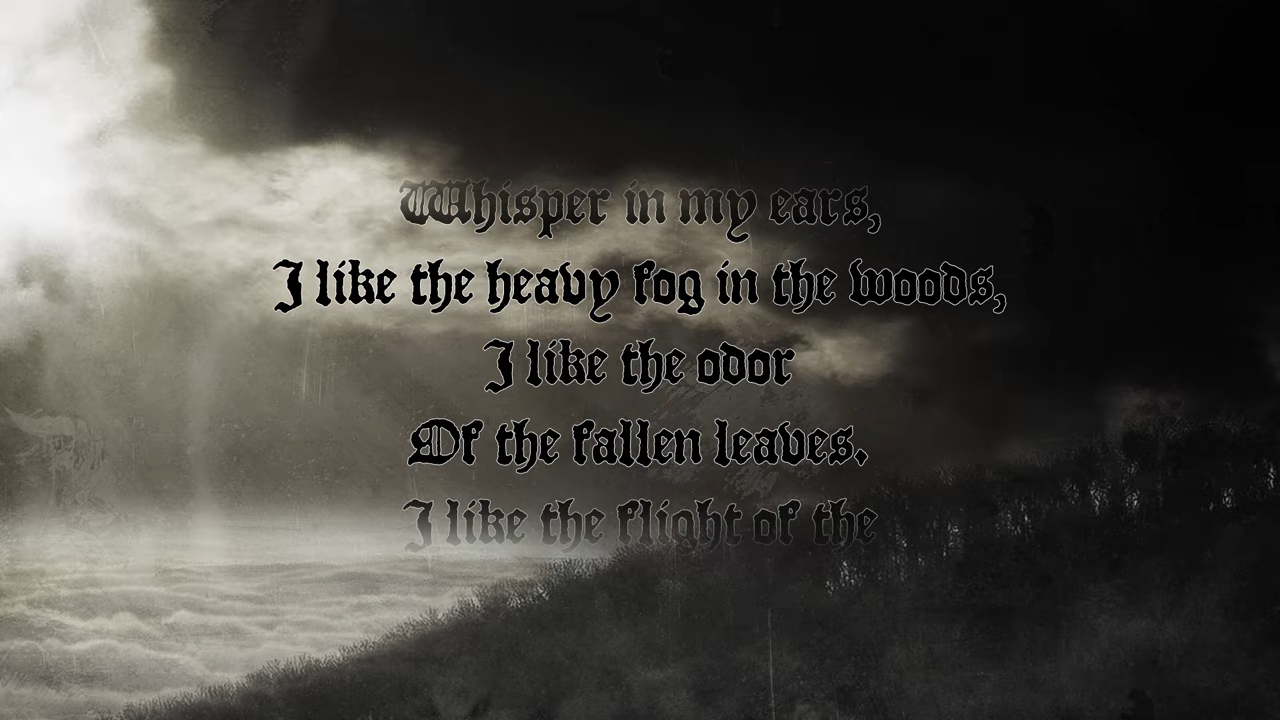 Whisper in my ears,
I like the heavy fog in the woods,
I like the odor
Of the fallen leaves.
I like the flight of the